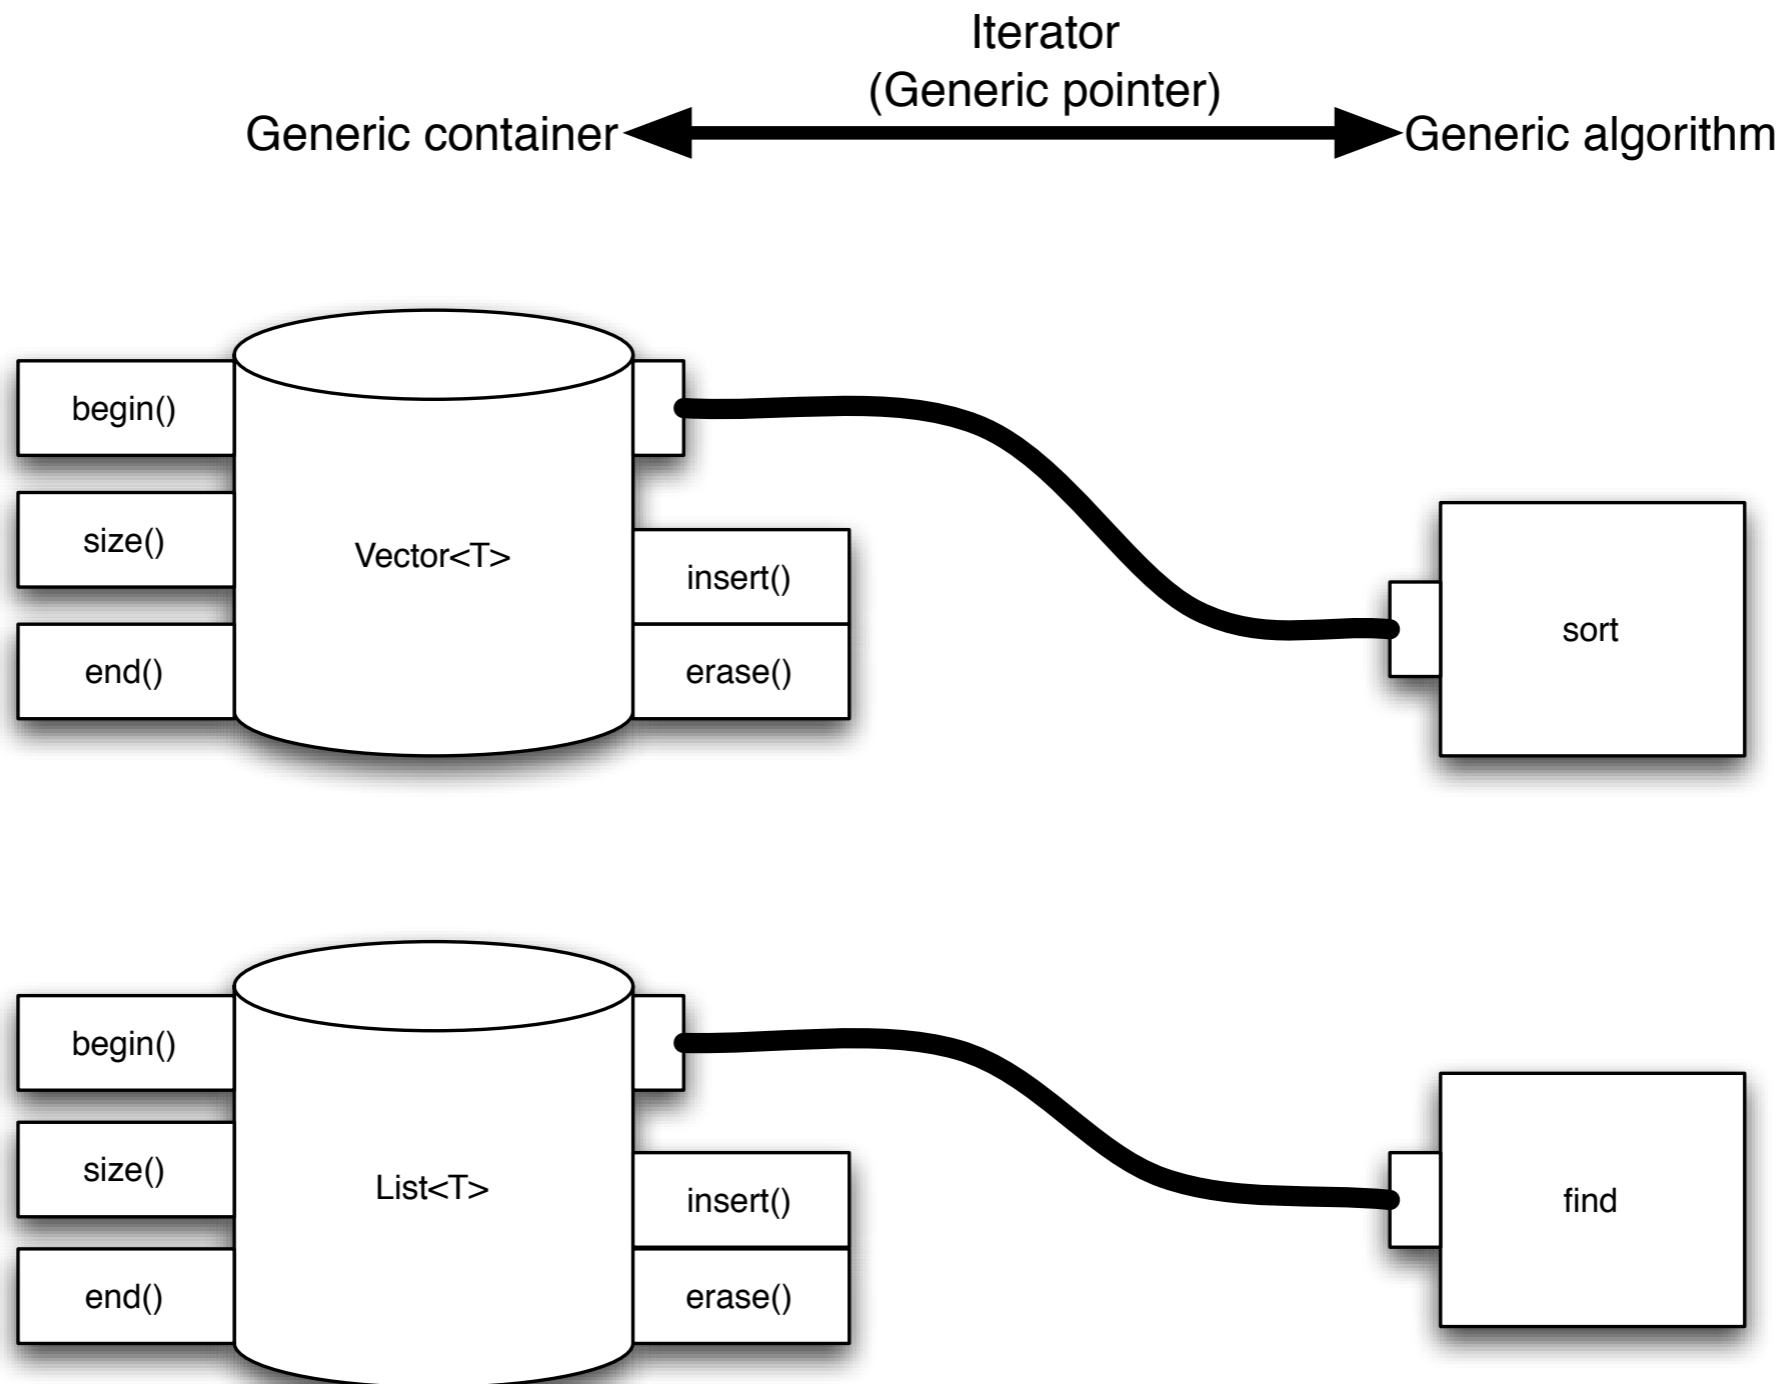 Iterator
(Generic pointer)
Generic container
Generic algorithm
begin()
size()
Vector<T>
end()
insert()
erase()
sort
begin()
size()
List<T>
end()
insert()
erase()
find